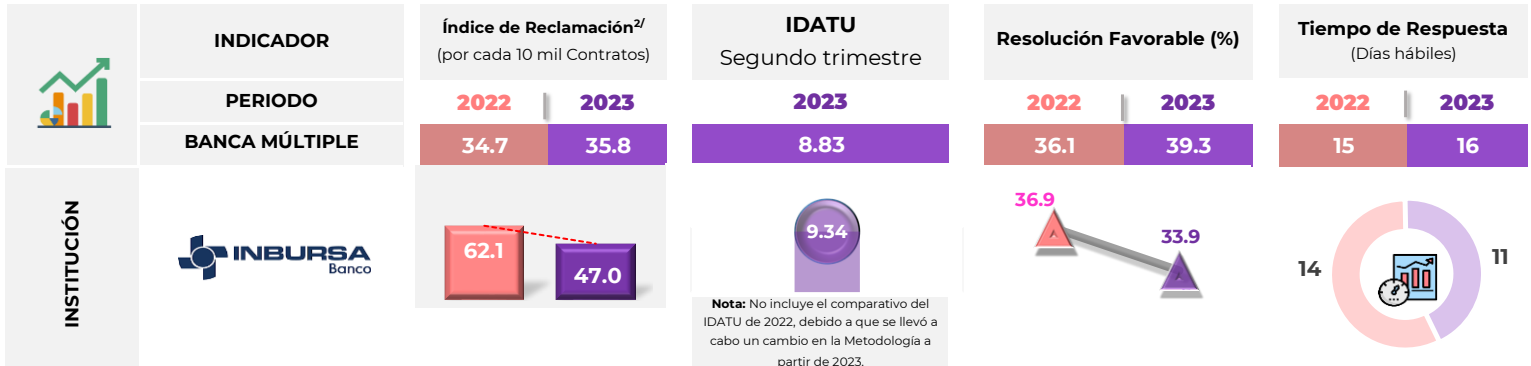 INDICADOR
Índice de Reclamación2/
(por cada 10 mil Contratos)
IDATU
Segundo trimestre
Resolución Favorable (%)
Tiempo de Respuesta
(Días hábiles)
PERIODO
2022 2023
2023
2022 2023
2022 2023
BANCA MÚLTIPLE
34.7 35.8
8.83
36.1 39.3
15 16
INSTITUCIÓN
INBURSA
Banco
62.1
47.0
9.34
Nota: No incluye el comparativo del
IDATU de 2022, debido a que se llevó a
cabo un cambio en la Metodología a
partir de 2023.
36.9
33.9
14
11